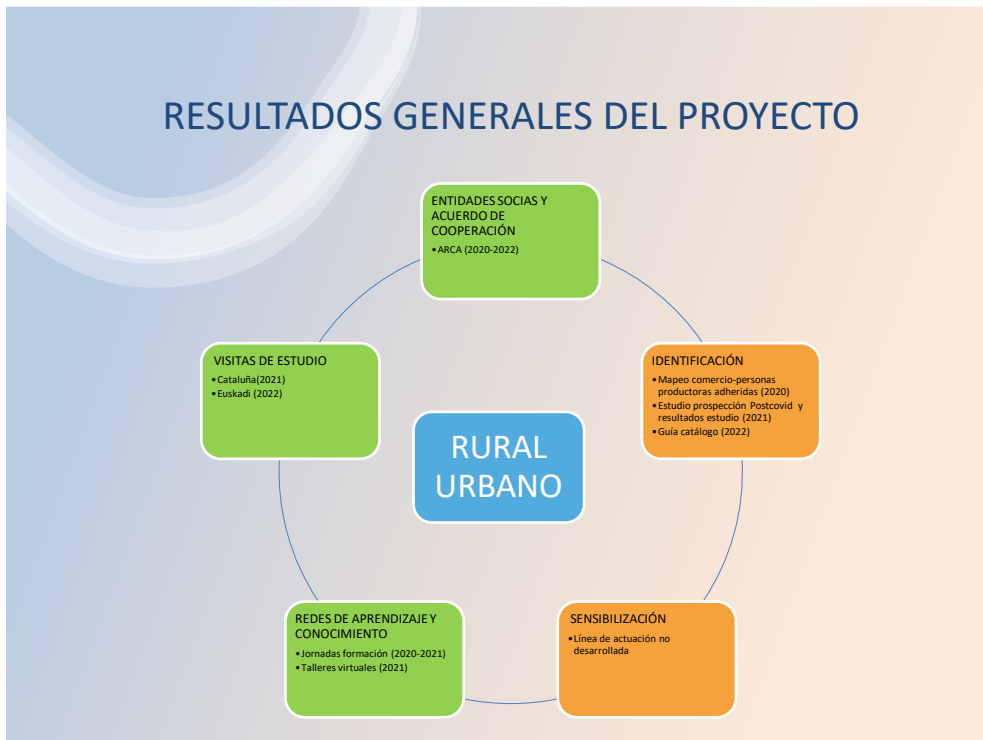 RESULTADOS GENERALES DEL PROYECTO
ENTIDADES SOCIAS Y
ACUERDO DE
COOPERACIÓN
•ARCA (2020-2022)
IDENTIFICACIÓN
•Mapeo comercio-personas
productoras adheridas (2020)
•Estudio prospección Postcovid y
resultados estudio (2021)
•Guía catálogo (2022)
SENSIBILIZACIÓN
•Línea de actuación no
desarrollada
REDES DE APRENDIZAJE Y
CONOCIMIENTO
•Jornadas formación (2020-2021)
•Talleres virtuales (2021)
VISITAS DE ESTUDIO
•Cataluña(2021)
•Euskadi (2022)
RURAL
URBANO